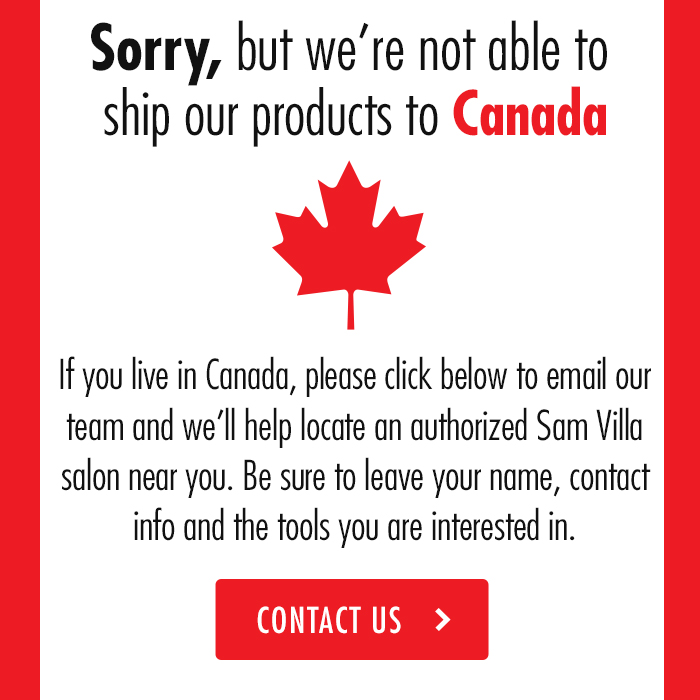 Sorry, but we're not able to
ship our products to Canada
If you live in Canada, please click below to email our
team and we'll help locate an authorized Sam Villa
salon near you. Be sure to leave your name, contact
info and the tools you are interested in.
CONTACT US